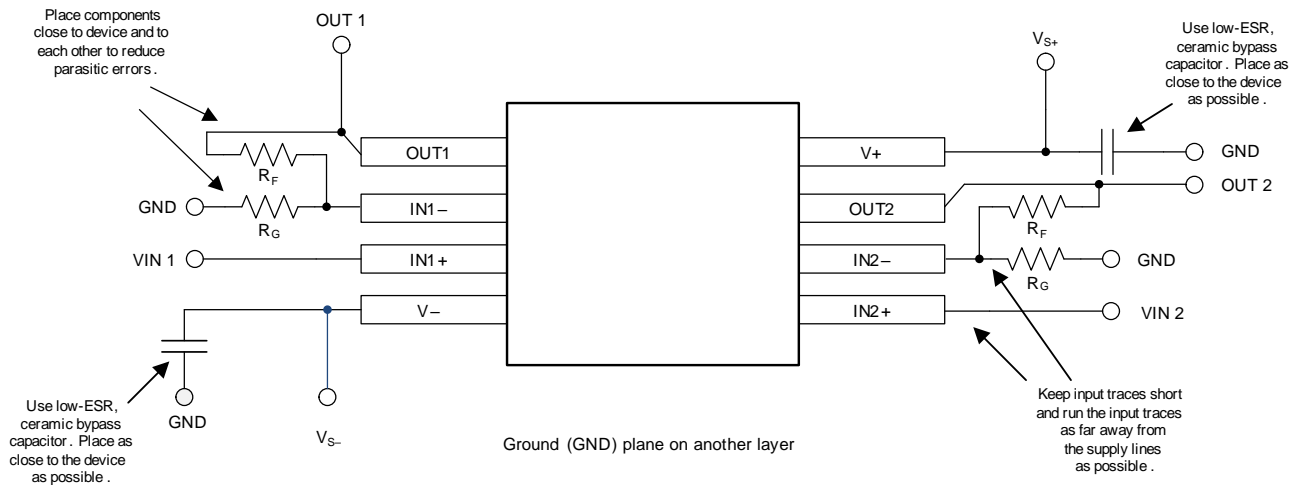 Place components
close to device and to
each other to reduce
parasitic errors .
OUT 1
VS+
Use low-ESR,
ceramic bypass
capacitor . Place as
close to the device
as possible .
OUT1
V+
GND
RF
OUT2
OUT 2
GND
IN1−
RG
RF
VIN 1
IN1+
IN2−
GND
RG
V−
IN2+
VIN 2
Use low-ESR,
ceramic bypass
capacitor . Place as
close to the device
as possible .
GND
VS−
Ground (GND) plane on another layer
Keep input traces short
and run the input traces
as far away from
the supply lines
as possible .